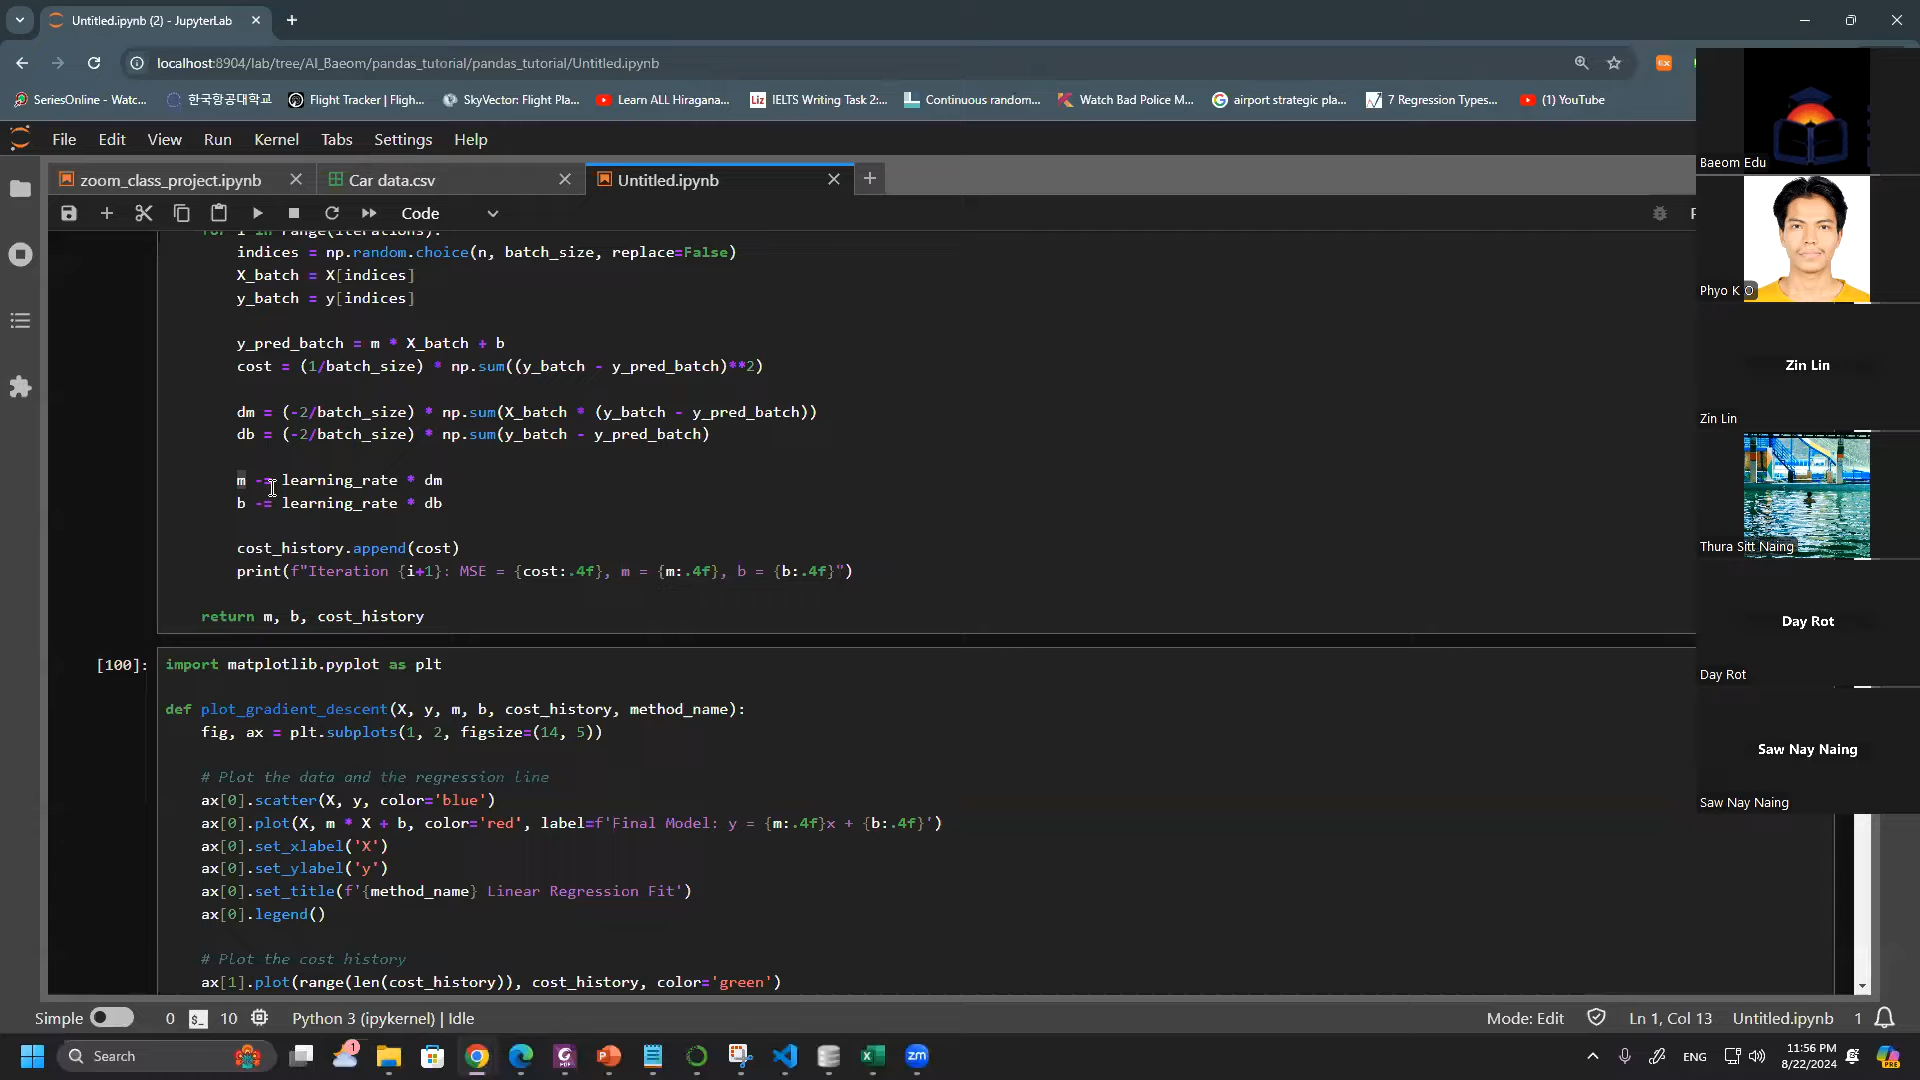 Untitled.ipynb (2) - JupyterLab
localhost:8904/lab/tree/AI_Baeom/pandas_tutorial/pandas_tutorial/Untitled.ipynb
SeriesOnline - Watc...
한국항공대학교
Flight Tracker | Fligh...
SkyVector: Flight Pla...
Learn ALL Hiragana...
Liz IELTS Writing Task 2:...
Continuous random...
Watch Bad Police M...
airport strategic pla...
7 Regression Types...
(1) YouTube
File Edit View Run Kernel Tabs Settings Help
zoom_class_project.ipynb
Car data.csv
Untitled.ipynb
Code
for i in range(iterations):
indices = np.random.choice(n, batch_size, replace=False)
X_batch = X[indices]
y_batch = y[indices]
y_pred_batch = m * X_batch + b
cost = (1/batch_size) * np.sum((y_batch - y_pred_batch)**2)
dm = (-2/batch_size) * np.sum(X_batch * (y_batch - y_pred_batch))
db = (-2/batch_size) * np.sum(y_batch - y_pred_batch)
m -= learning_rate * dm
b -= learning_rate * db
cost_history.append(cost)
print(f"Iteration {i+1}: MSE = {cost:.4f}, m = {m:.4f}, b = {b:.4f}")
return m, b, cost_history
[100]:
import matplotlib.pyplot as plt
def plot_gradient_descent(X, y, m, b, cost_history, method_name):
fig, ax = plt.subplots(1, 2, figsize=(14, 5))
# Plot the data and the regression line
ax[0].scatter(X, y, color='blue')
ax[0].plot(X, m * X + b, color='red', label=f'Final Model: y = {m:.4f}x + {b:.4f}')
ax[0].set_xlabel('X')
ax[0].set_ylabel('y')
ax[0].set_title(f'{method_name} Linear Regression Fit')
ax[0].legend()
# Plot the cost history
ax[1].plot(range(len(cost_history)), cost_history, color='green')
Baeom Edu
Phyo K O
Zin Lin
Zin Lin
Thura Sitt Naing
Day Rot
Day Rot
Saw Nay Naing
Saw Nay Naing
Simple 0 10 Python 3 (ipykernel) | Idle
Mode: Edit Ln 1, Col 13 Untitled.ipynb 1
Search
1
zm
ENG
11:56 PM
8/22/2024
PRE